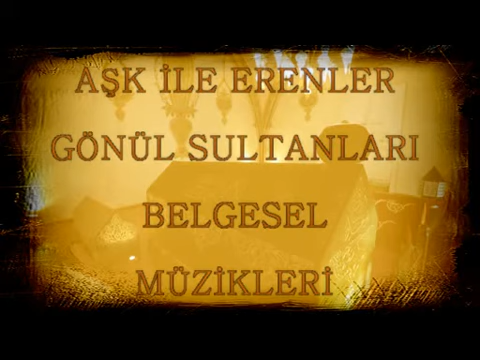 AŞK İLE ERENLER
GÖNÜL SULTANLARI
BELGESEL
MÜZİKLERİ